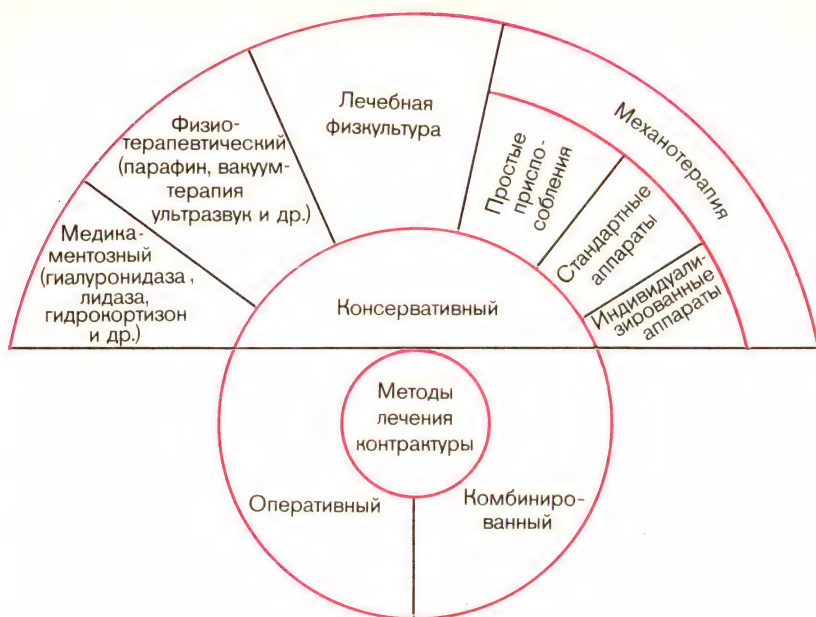 Лечебная
физкультура
Физио-
терапевтический
(парафин, вакуум-
терапия
ультразвук и др.)
Медика-
ментозный
(гиалуронидаза,
лидаза,
гидрокортизон
и др.)
Механотерапия
Простые
приспо-
собления
Стандартные
аппараты
Индивидуали-
зированные
аппараты
Консервативный
Методы
лечения
контрактуры
Оперативный
Комбиниро-
ванный